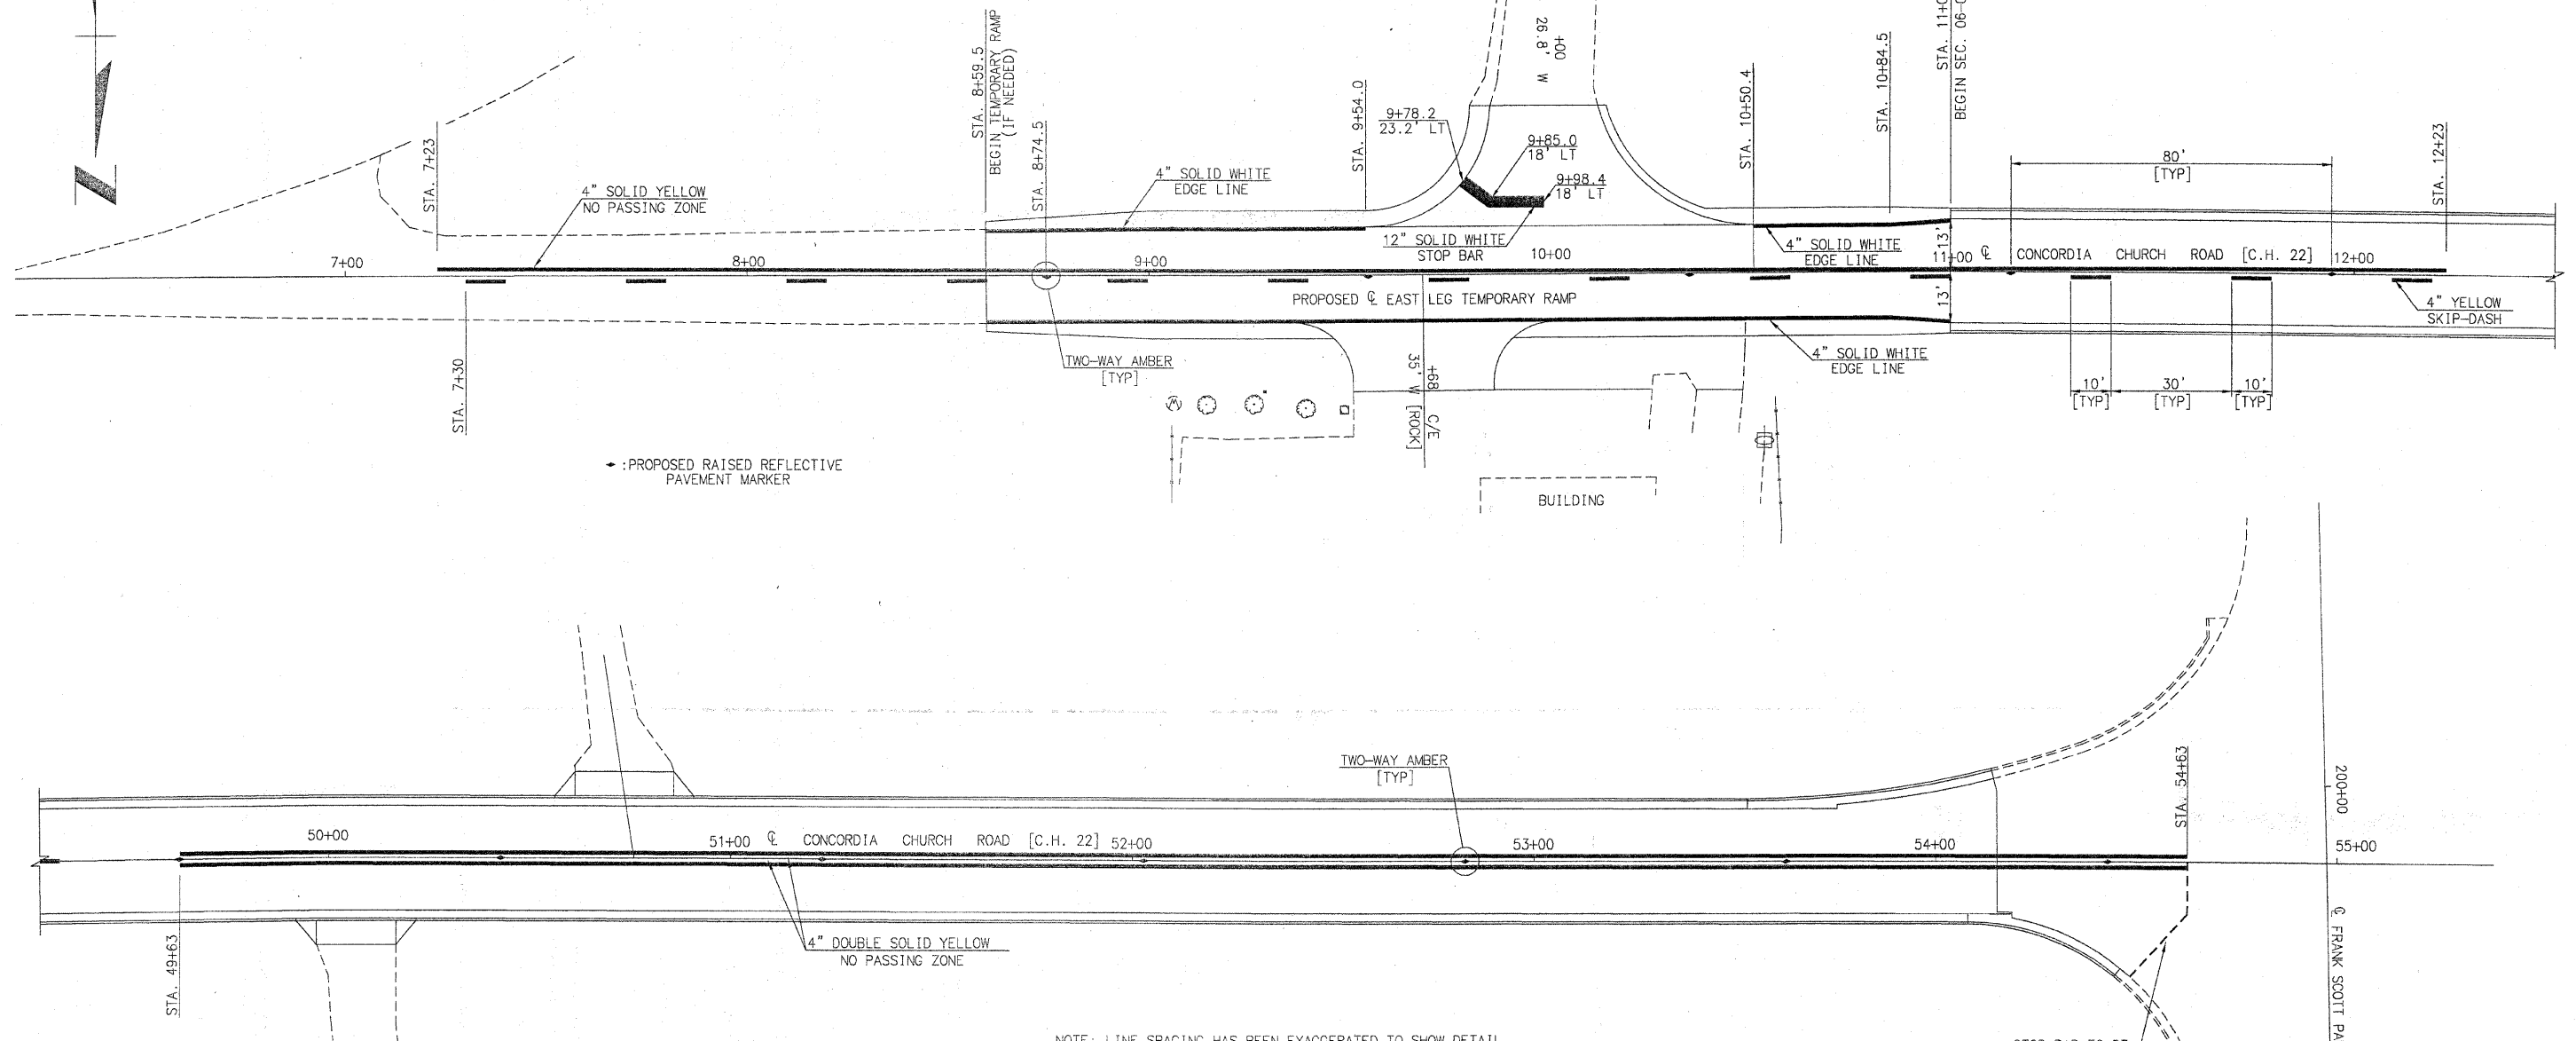 STA. 7+23
STA. 7+30
4" SOLID YELLOW
NO PASSING ZONE
7+00
8+00
9+00
10+00
11+00 ℄ CONCORDIA CHURCH ROAD [C.H. 22] 12+00
STA. 8+59.5
BEGIN TEMPORARY RAMP
(IF NEEDED)
STA. 8+74.5
4" SOLID WHITE
EDGE LINE
STA. 9+54.0
9+78.2
23.2' LT
9+85.0
18' LT
9+98.4
18' LT
12" SOLID WHITE
STOP BAR
+00
26.8' W
STA. 10+50.4
4" SOLID WHITE
EDGE LINE
STA. 10+84.5
STA. 11+0
BEGIN SEC. 06-0
13'
13'
80'
[TYP]
STA. 12+23
4" YELLOW
SKIP-DASH
10'
[TYP]
30'
[TYP]
10'
[TYP]
PROPOSED ℄ EAST LEG TEMPORARY RAMP
TWO-WAY AMBER
[TYP]
4" SOLID WHITE
EDGE LINE
+68 C/E
35' W [ROCK]
:PROPOSED RAISED REFLECTIVE
PAVEMENT MARKER
BUILDING
TWO-WAY AMBER
[TYP]
STA. 54+63
200+00
50+00
51+00 ℄ CONCORDIA CHURCH ROAD [C.H. 22] 52+00
53+00
54+00
55+00
STA. 49+63
4" DOUBLE SOLID YELLOW
NO PASSING ZONE
℄ FRANK SCOTT PA
NOTE: LINE SPACING HAS BEEN EXAGGERATED TO SHOW DETAIL